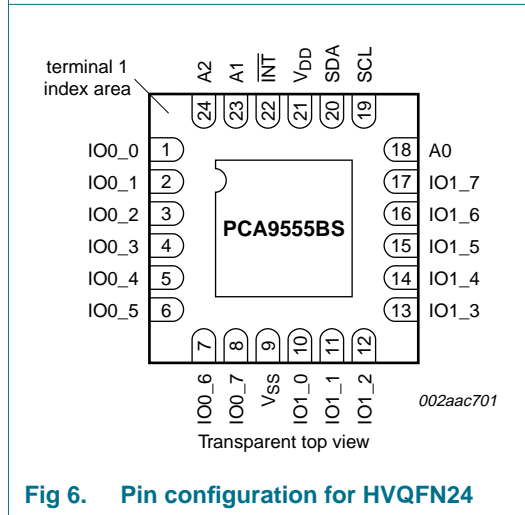 terminal 1
index area
A2
A1
INT
VDD
SDA
SCL
24
23
22
21
20
19
IO0_0 1
IO0_1 2
IO0_2 3
IO0_3 4
IO0_4 5
IO0_5 6
PCA9555BS
18 A0
17 IO1_7
16 IO1_6
15 IO1_5
14 IO1_4
13 IO1_3
7
8
9
10
11
12
IO0_6
IO0_7
VSS
IO1_0
IO1_1
IO1_2
002aac701
Transparent top view
Fig 6. Pin configuration for HVQFN24